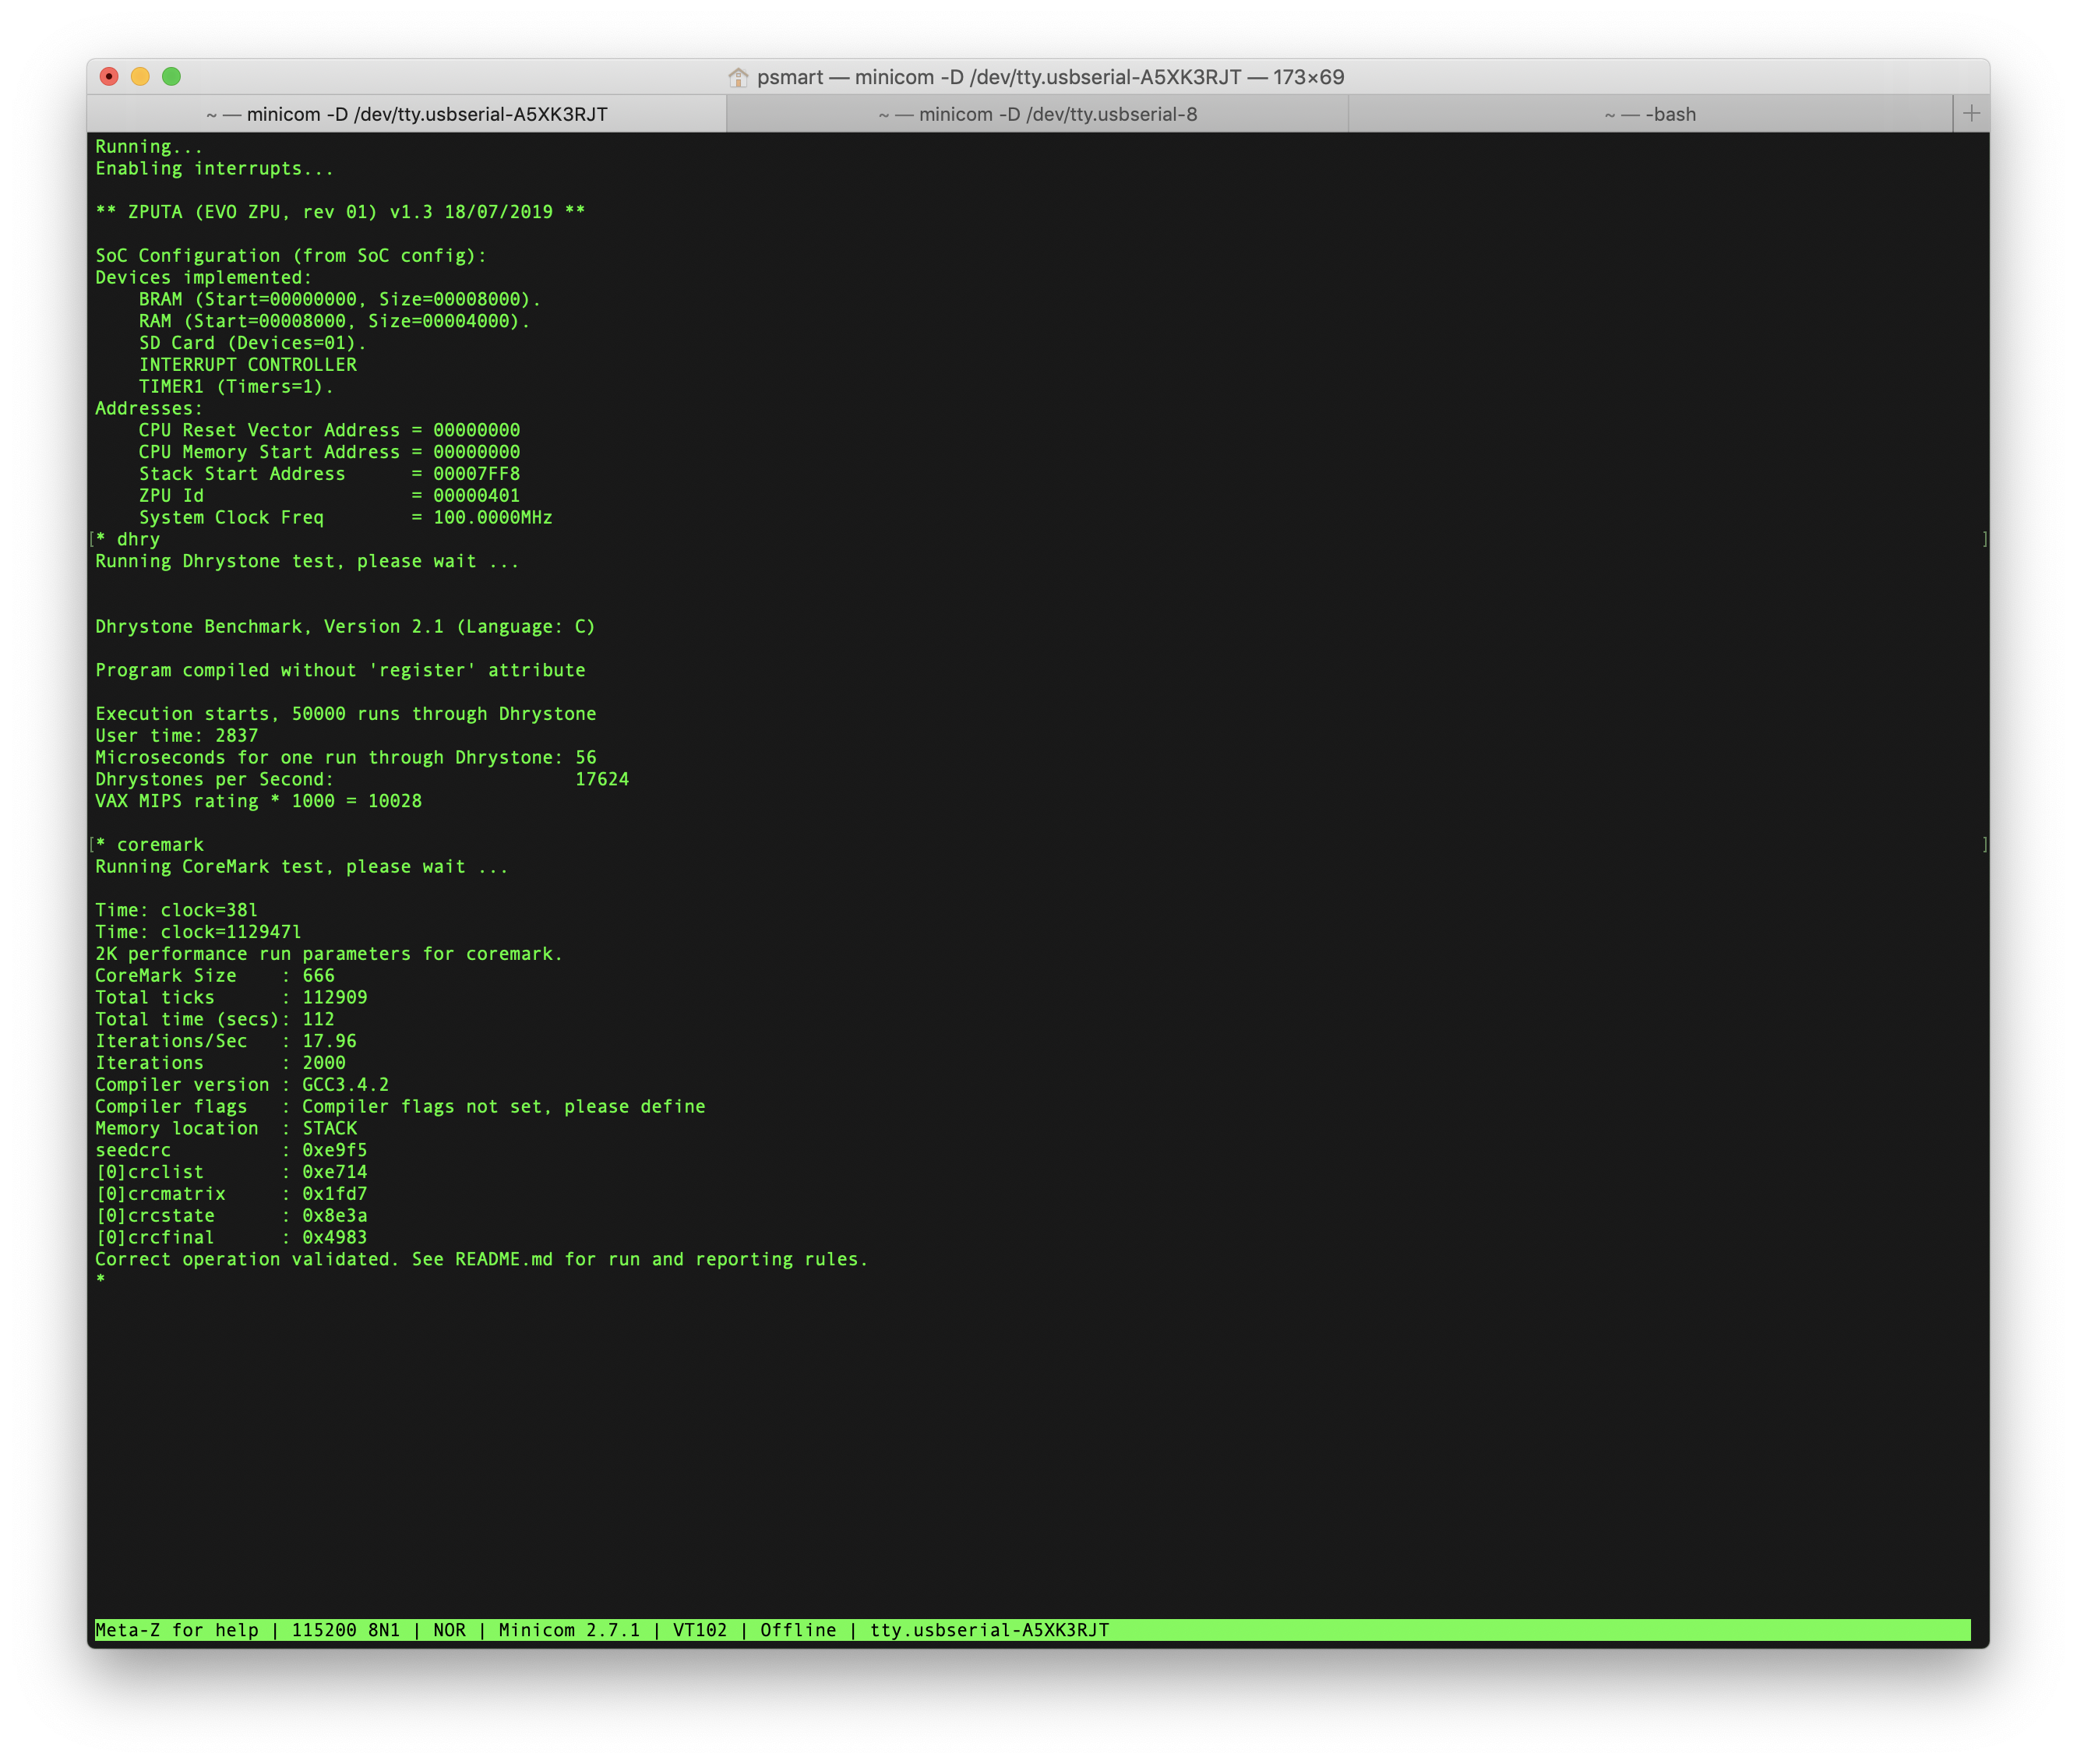 psmart — minicom -D /dev/tty.usbserial-A5XK3RJT — 173×69
~ — minicom -D /dev/tty.usbserial-A5XK3RJT
~ — minicom -D /dev/tty.usbserial-8
~ — -bash
+
Running...
Enabling interrupts...
** ZPUTA (EVO ZPU, rev 01) v1.3 18/07/2019 **
SoC Configuration (from SoC config):
Devices implemented:
    BRAM (Start=00000000, Size=00008000).
    RAM (Start=00008000, Size=00004000).
    SD Card (Devices=01).
    INTERRUPT CONTROLLER
    TIMER1 (Timers=1).
Addresses:
    CPU Reset Vector Address = 00000000
    CPU Memory Start Address = 00000000
    Stack Start Address      = 00007FF8
    ZPU Id                   = 00000401
    System Clock Freq        = 100.0000MHz
[* dhry ]
Running Dhrystone test, please wait ...
Dhrystone Benchmark, Version 2.1 (Language: C)
Program compiled without 'register' attribute
Execution starts, 50000 runs through Dhrystone
User time: 2837
Microseconds for one run through Dhrystone: 56
Dhrystones per Second:                      17624
VAX MIPS rating * 1000 = 10028
[* coremark ]
Running CoreMark test, please wait ...
Time: clock=38l
Time: clock=112947l
2K performance run parameters for coremark.
CoreMark Size    : 666
Total ticks      : 112909
Total time (secs): 112
Iterations/Sec   : 17.96
Iterations       : 2000
Compiler version : GCC3.4.2
Compiler flags   : Compiler flags not set, please define
Memory location  : STACK
seedcrc          : 0xe9f5
[0]crclist       : 0xe714
[0]crcmatrix     : 0x1fd7
[0]crcstate      : 0x8e3a
[0]crcfinal      : 0x4983
Correct operation validated. See README.md for run and reporting rules.
*
Meta-Z for help | 115200 8N1 | NOR | Minicom 2.7.1 | VT102 | Offline | tty.usbserial-A5XK3RJT